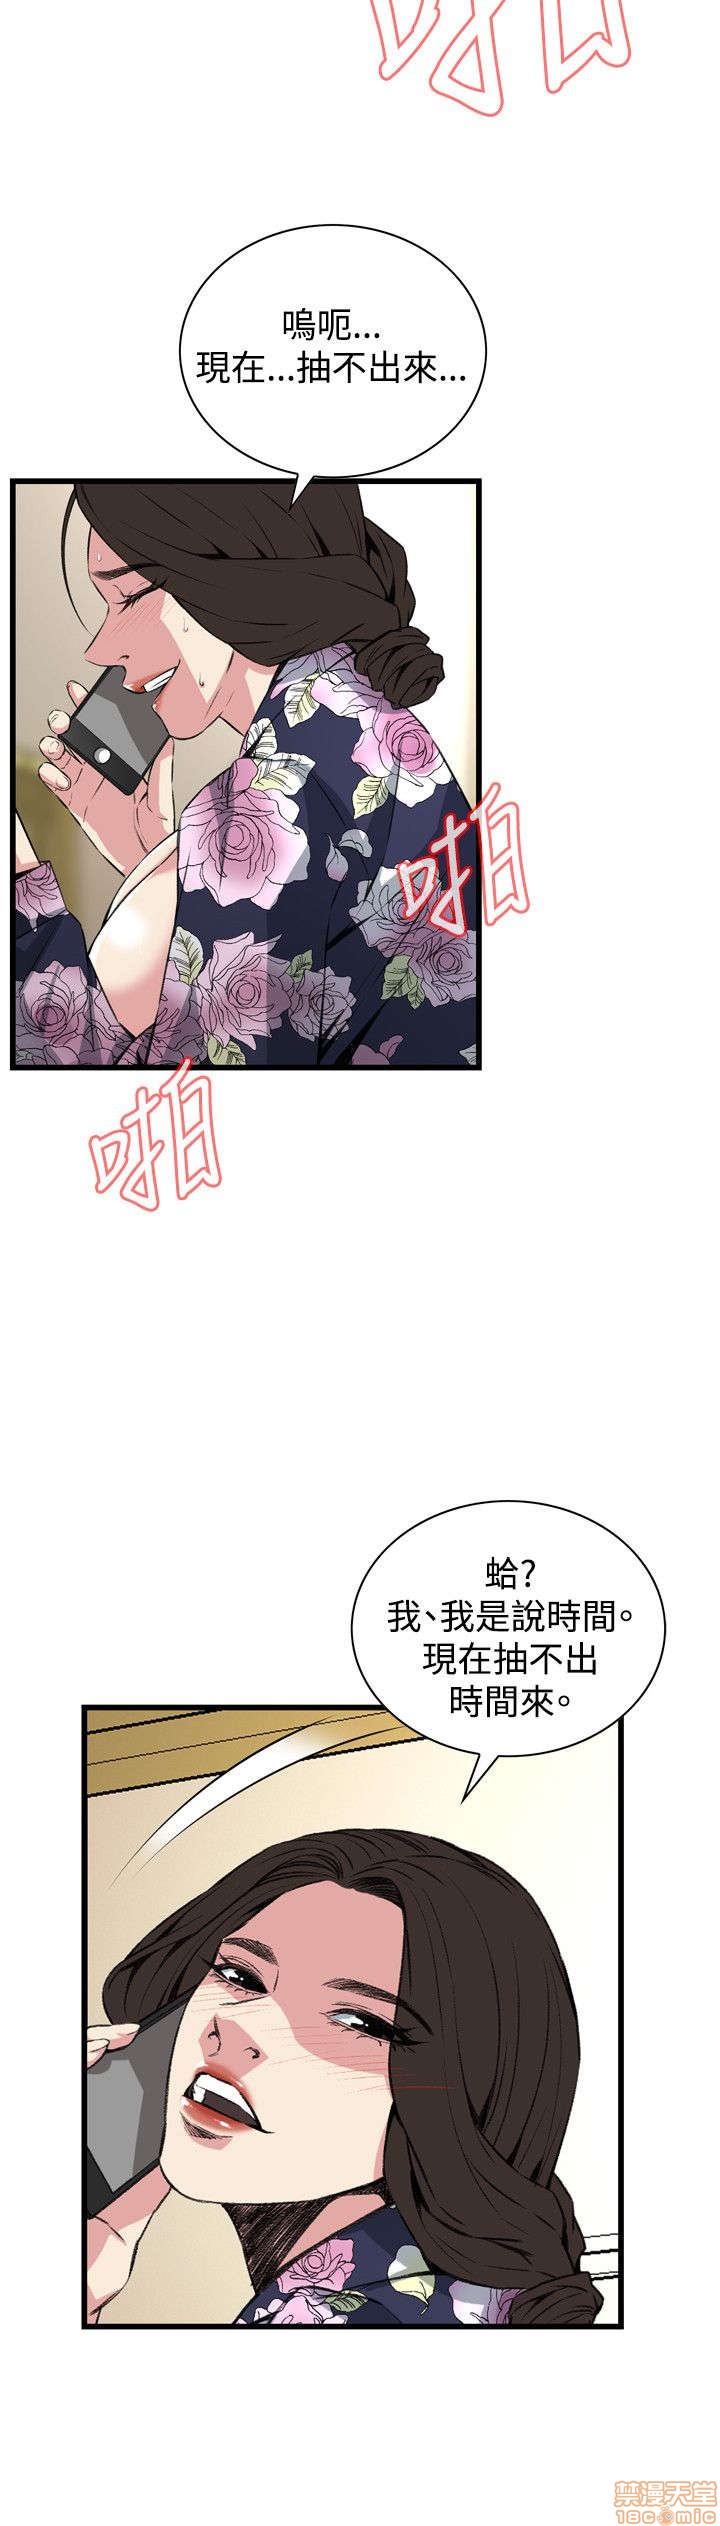 啪
嗚呃…
現在…抽不出來…
啪
啪
蛤?
我、我是說時間。
現在抽不出
時間來。
禁漫天堂
18comic